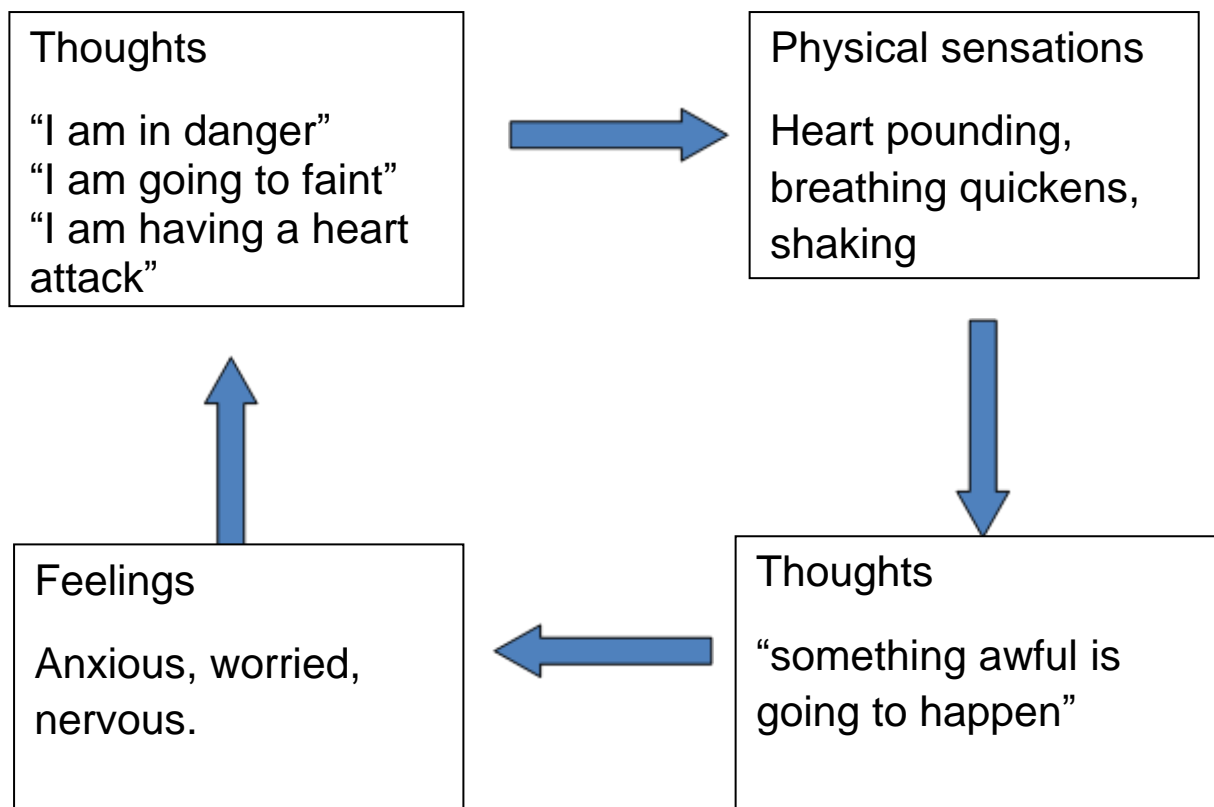 Thoughts
“I am in danger”
“I am going to faint”
“I am having a heart
attack”
Physical sensations
Heart pounding,
breathing quickens,
shaking
Feelings
Anxious, worried,
nervous.
Thoughts
“something awful is
going to happen”